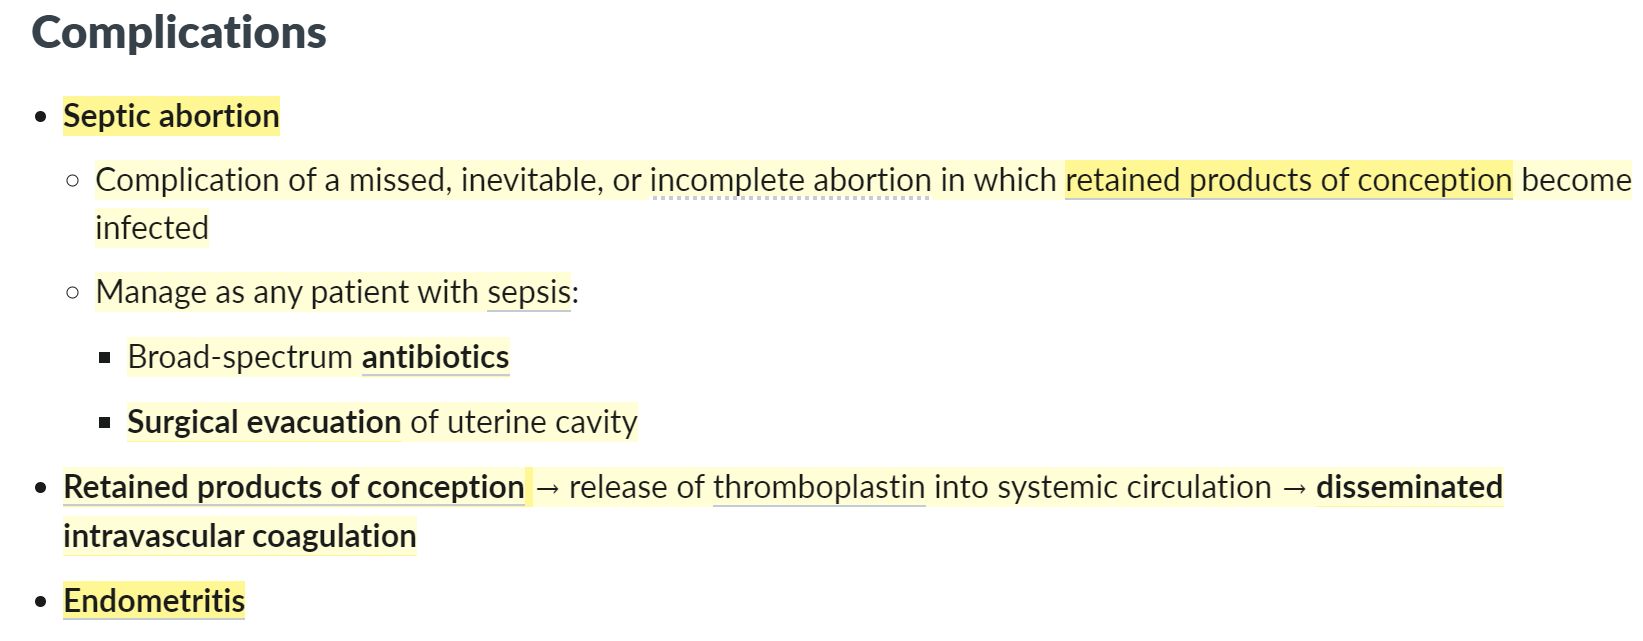 Complications
• Septic abortion
○ Complication of a missed, inevitable, or incomplete abortion in which retained products of conception become
infected
○ Manage as any patient with sepsis:
▪ Broad-spectrum antibiotics
▪ Surgical evacuation of uterine cavity
• Retained products of conception → release of thromboplastin into systemic circulation → disseminated
intravascular coagulation
• Endometritis